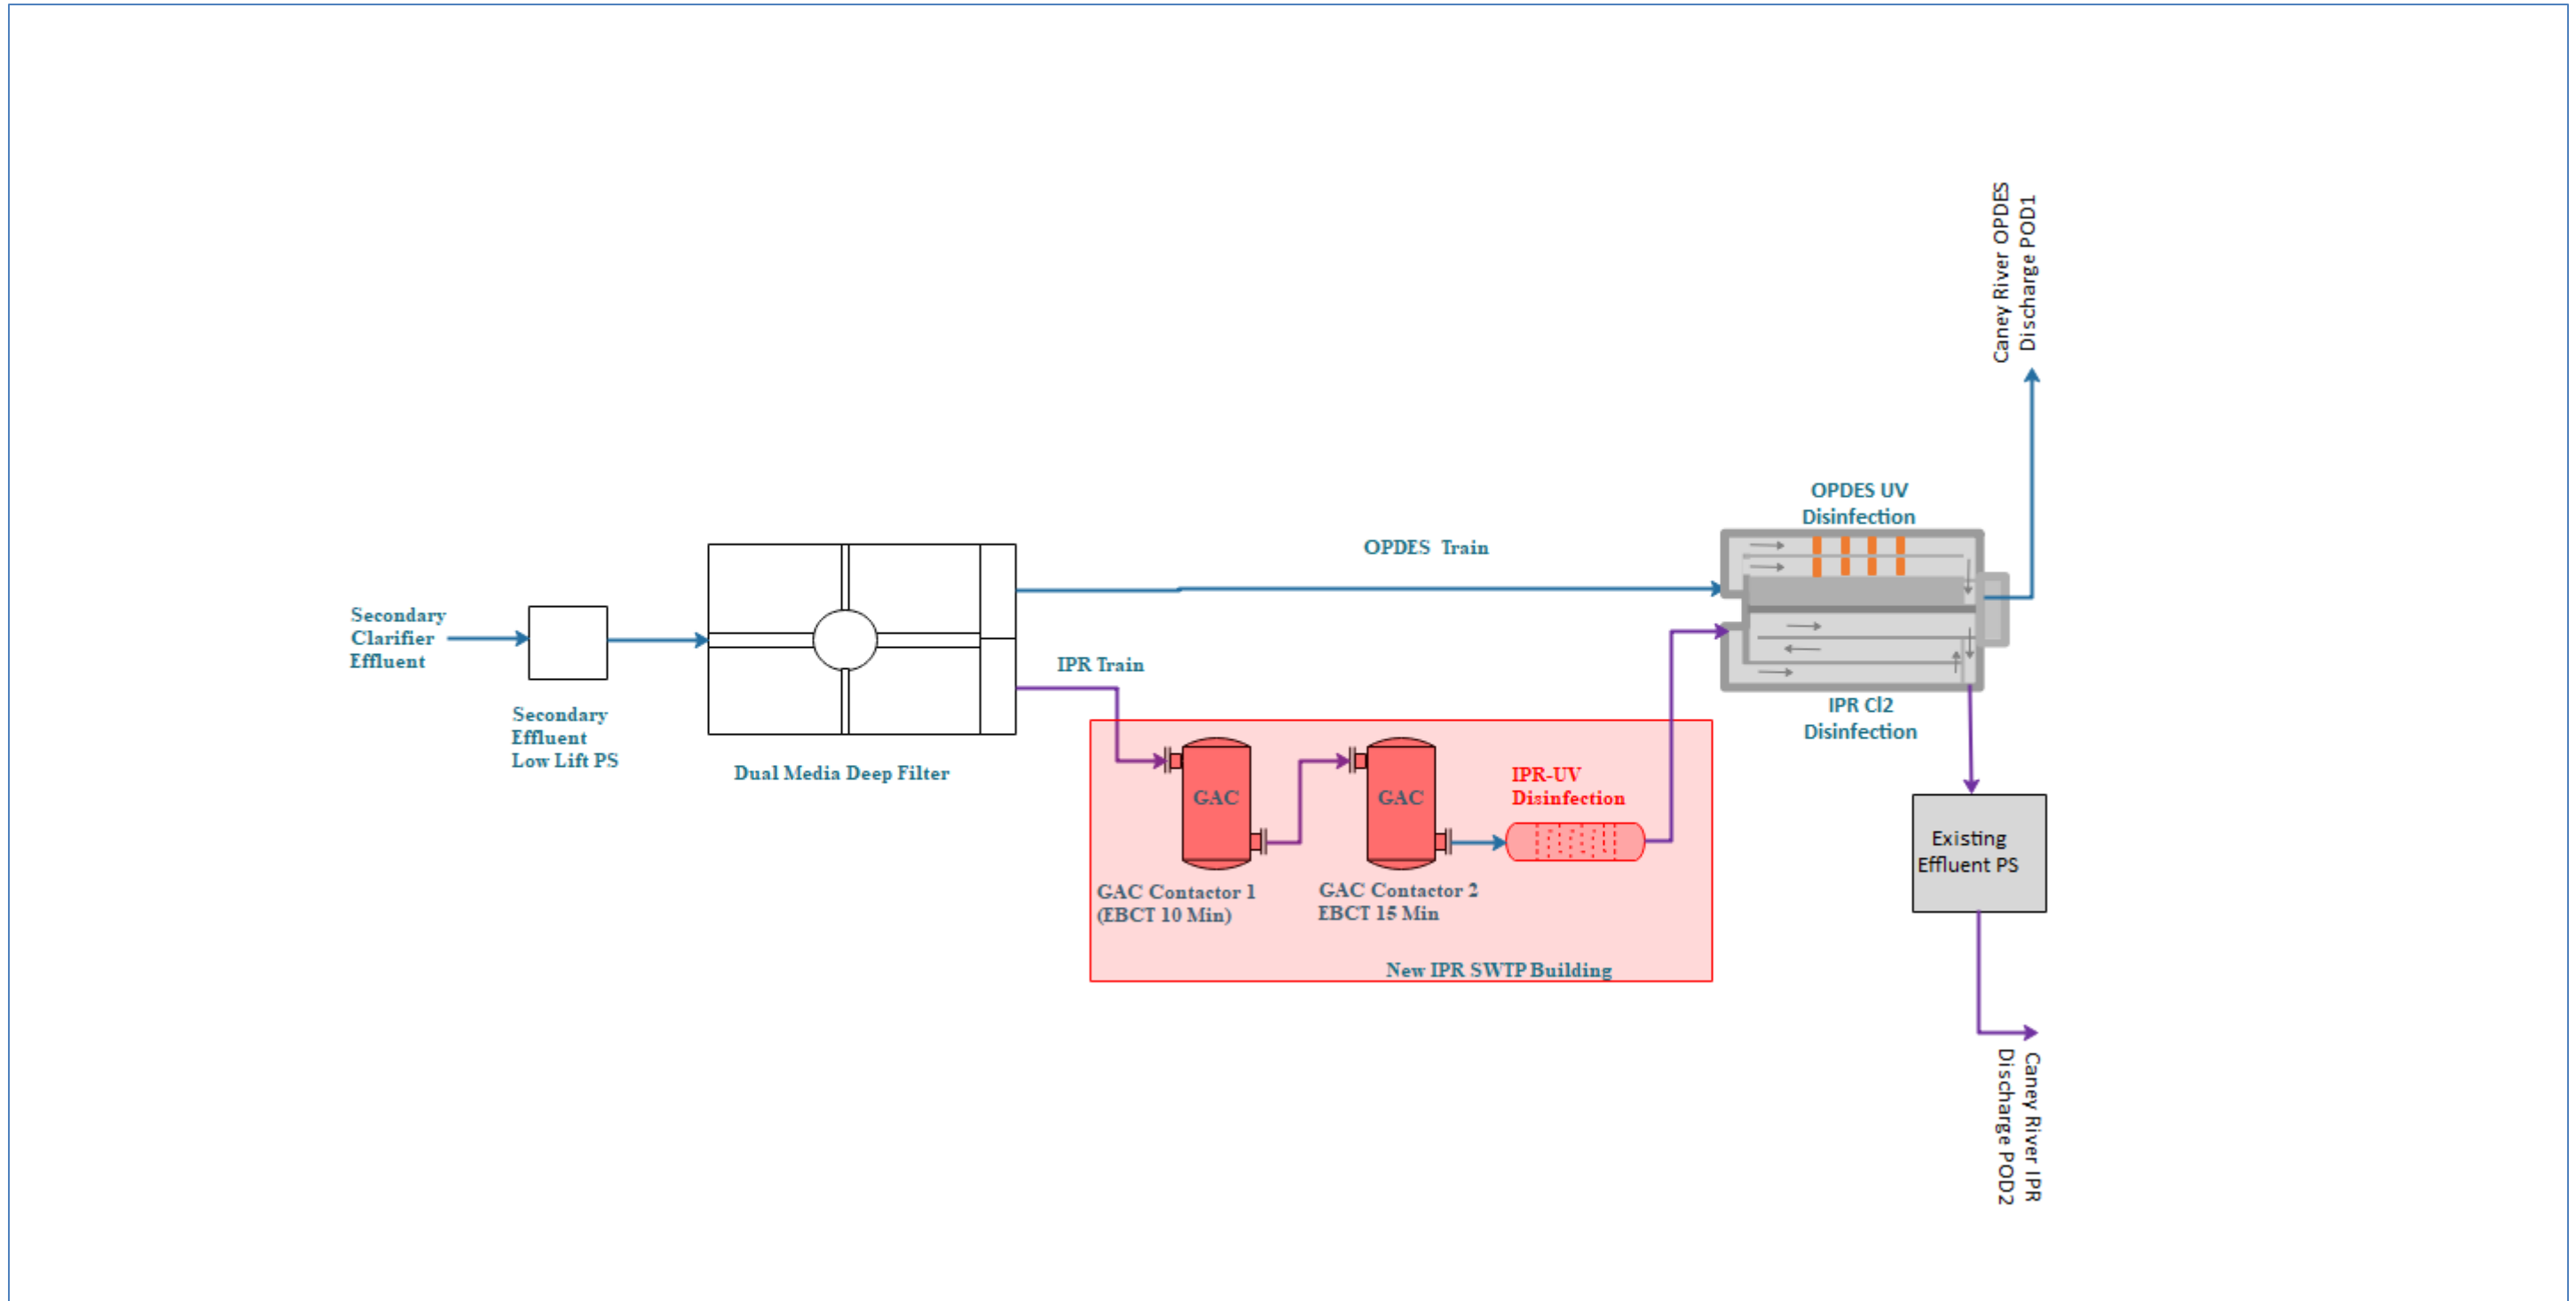 Secondary
Clarifier
Effluent
Secondary
Effluent
Low Lift PS
Dual Media Deep Filter
OPDES Train
IPR Train
GAC
GAC
GAC Contactor 1
(EBCT 10 Min)
GAC Contactor 2
EBCT 15 Min
IPR-UV
Disinfection
New IPR SWTP Building
OPDES UV
Disinfection
IPR Cl2
Disinfection
Caney River OPDES
Discharge POD1
Existing
Effluent PS
Caney River IPR
Discharge POD2